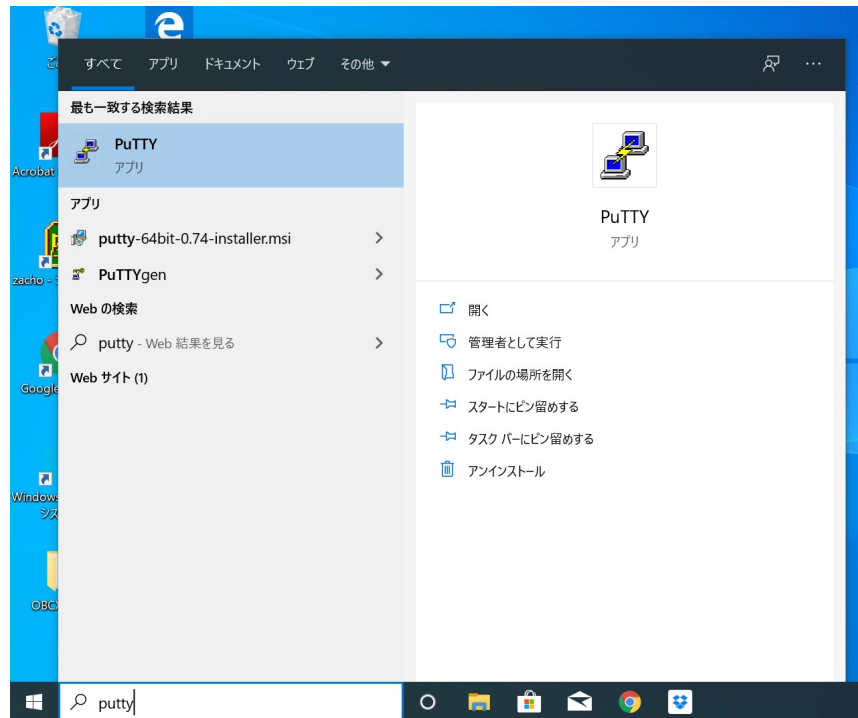 すべて アプリ ドキュメント ウェブ その他
最も一致する検索結果
PuTTY
アプリ
アプリ
putty-64bit-0.74-installer.msi
PuTTYgen
Web の検索
putty - Web 結果を見る
Web サイト (1)
PuTTY
アプリ
開く
管理者として実行
ファイルの場所を開く
スタートにピン留めする
タスク バーにピン留めする
アンインストール
Acrobat
zacho -
Google
Windows
シス
OBC
putty